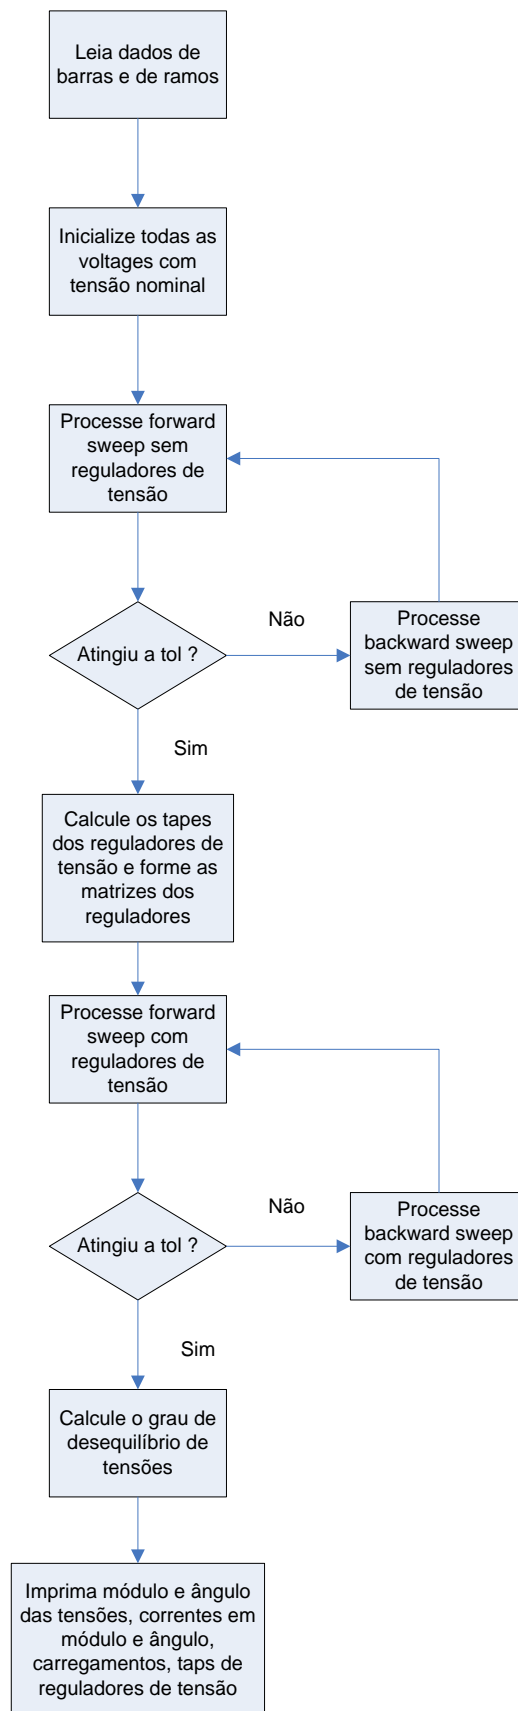 Leia dados de
barras e de ramos
Inicialize todas as
voltages com
tensão nominal
Processe forward
sweep sem
reguladores de
tensão
Atingiu a tol ?
Não
Processe
backward sweep
sem reguladores
de tensão
Sim
Calcule os tapes
dos reguladores de
tensão e forme as
matrizes dos
reguladores
Processe forward
sweep com
reguladores de
tensão
Atingiu a tol ?
Não
Processe
backward sweep
com reguladores
de tensão
Sim
Calcule o grau de
desequilíbrio de
tensões
Imprima módulo e ângulo
das tensões, correntes em
módulo e ângulo,
carregamentos, taps de
reguladores de tensão